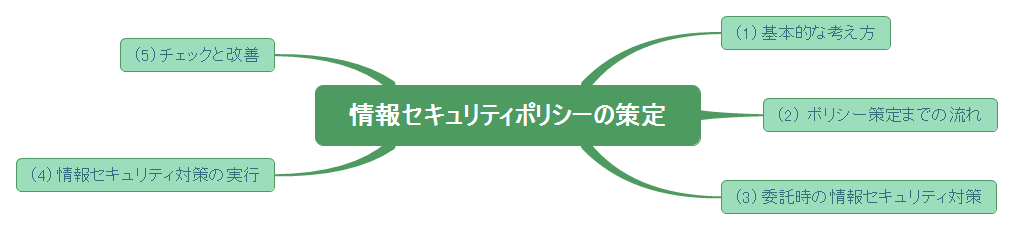 情報セキュリティポリシーの策定
（1）基本的な考え方
（2） ポリシー策定までの流れ
（3）委託時の情報セキュリティ対策
（4）情報セキュリティ対策の実行
（5）チェックと改善